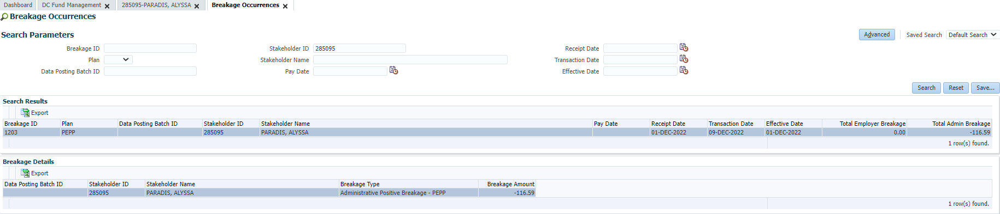 Dashboard DC Fund Management 285095-PARADIS, ALYSSA Breakage Occurrences
Breakage Occurrences
Search Parameters
Advanced Saved Search Default Search
Breakage ID Stakeholder ID 285095 Receipt Date
Plan Stakeholder Name Transaction Date
Data Posting Batch ID Pay Date Effective Date
Search Reset Save...
Search Results
Export
Breakage ID Plan Data Posting Batch ID Stakeholder ID Stakeholder Name Pay Date Receipt Date Transaction Date Effective Date Total Employer Breakage Total Admin Breakage
1203 PEPP 285095 PARADIS, ALYSSA 01-DEC-2022 09-DEC-2022 01-DEC-2022 0.00 -116.59
1 row(s) found.
Breakage Details
Export
Data Posting Batch ID Stakeholder ID Stakeholder Name Breakage Type Breakage Amount
285095 PARADIS, ALYSSA Administrative Positive Breakage - PEPP -116.59
1 row(s) found.